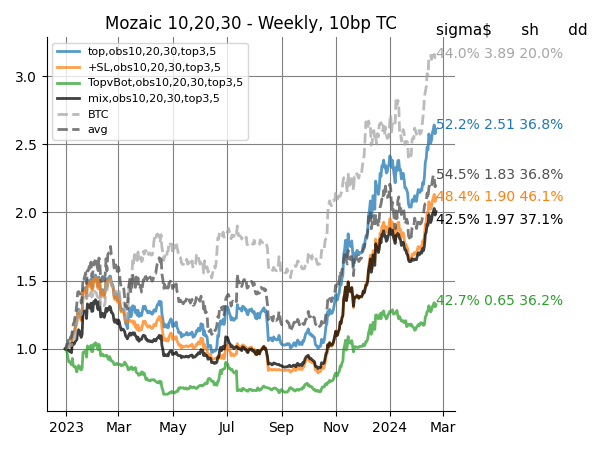 Mozaic 10,20,30 - Weekly, 10bp TC
sigma$ sh dd
top,obs10,20,30,top3,5
+SL,obs10,20,30,top3,5
TopvBot,obs10,20,30,top3,5
mix,obs10,20,30,top3,5
BTC
avg
44.0% 3.89 20.0%
52.2% 2.51 36.8%
54.5% 1.83 36.8%
48.4% 1.90 46.1%
42.5% 1.97 37.1%
42.7% 0.65 36.2%
3.0
2.5
2.0
1.5
1.0
2023 Mar May Jul Sep Nov 2024 Mar